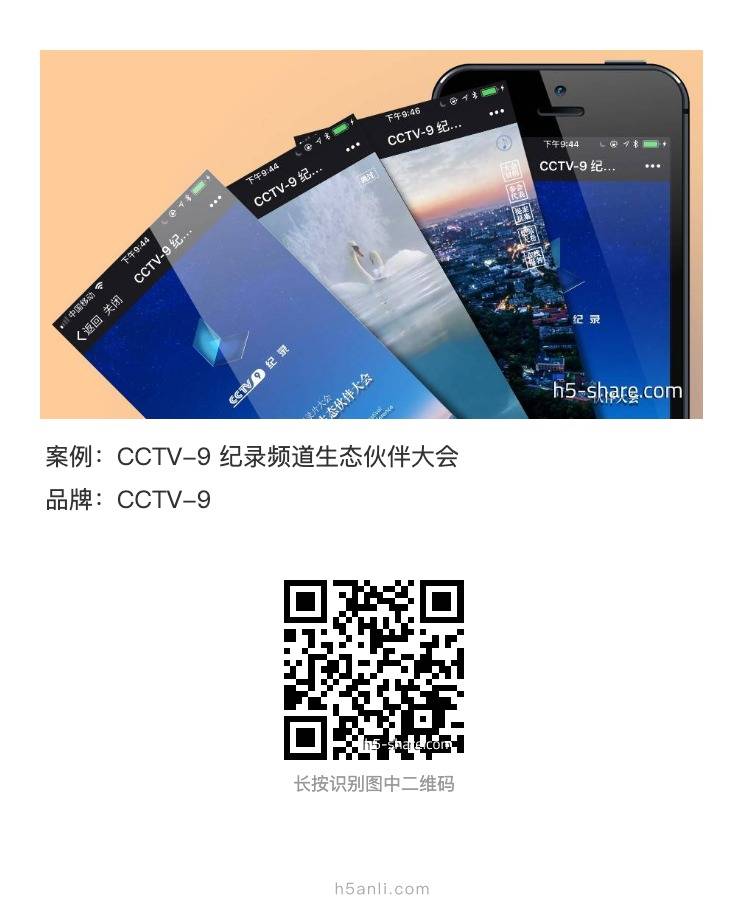 下午9:44
CCTV-9 纪...
中国移动
返回 关闭
CCTV 9 纪录
下午9:44
CCTV-9 纪...
跳过
生态伙伴大会
下午9:46
CCTV-9 纪...
下午9:44
CCTV-9 纪...
纪录
伙伴大会
h5-share.com
案例：CCTV-9 纪录频道生态伙伴大会
品牌：CCTV-9
h5-share.com
长按识别图中二维码
h5anli.com